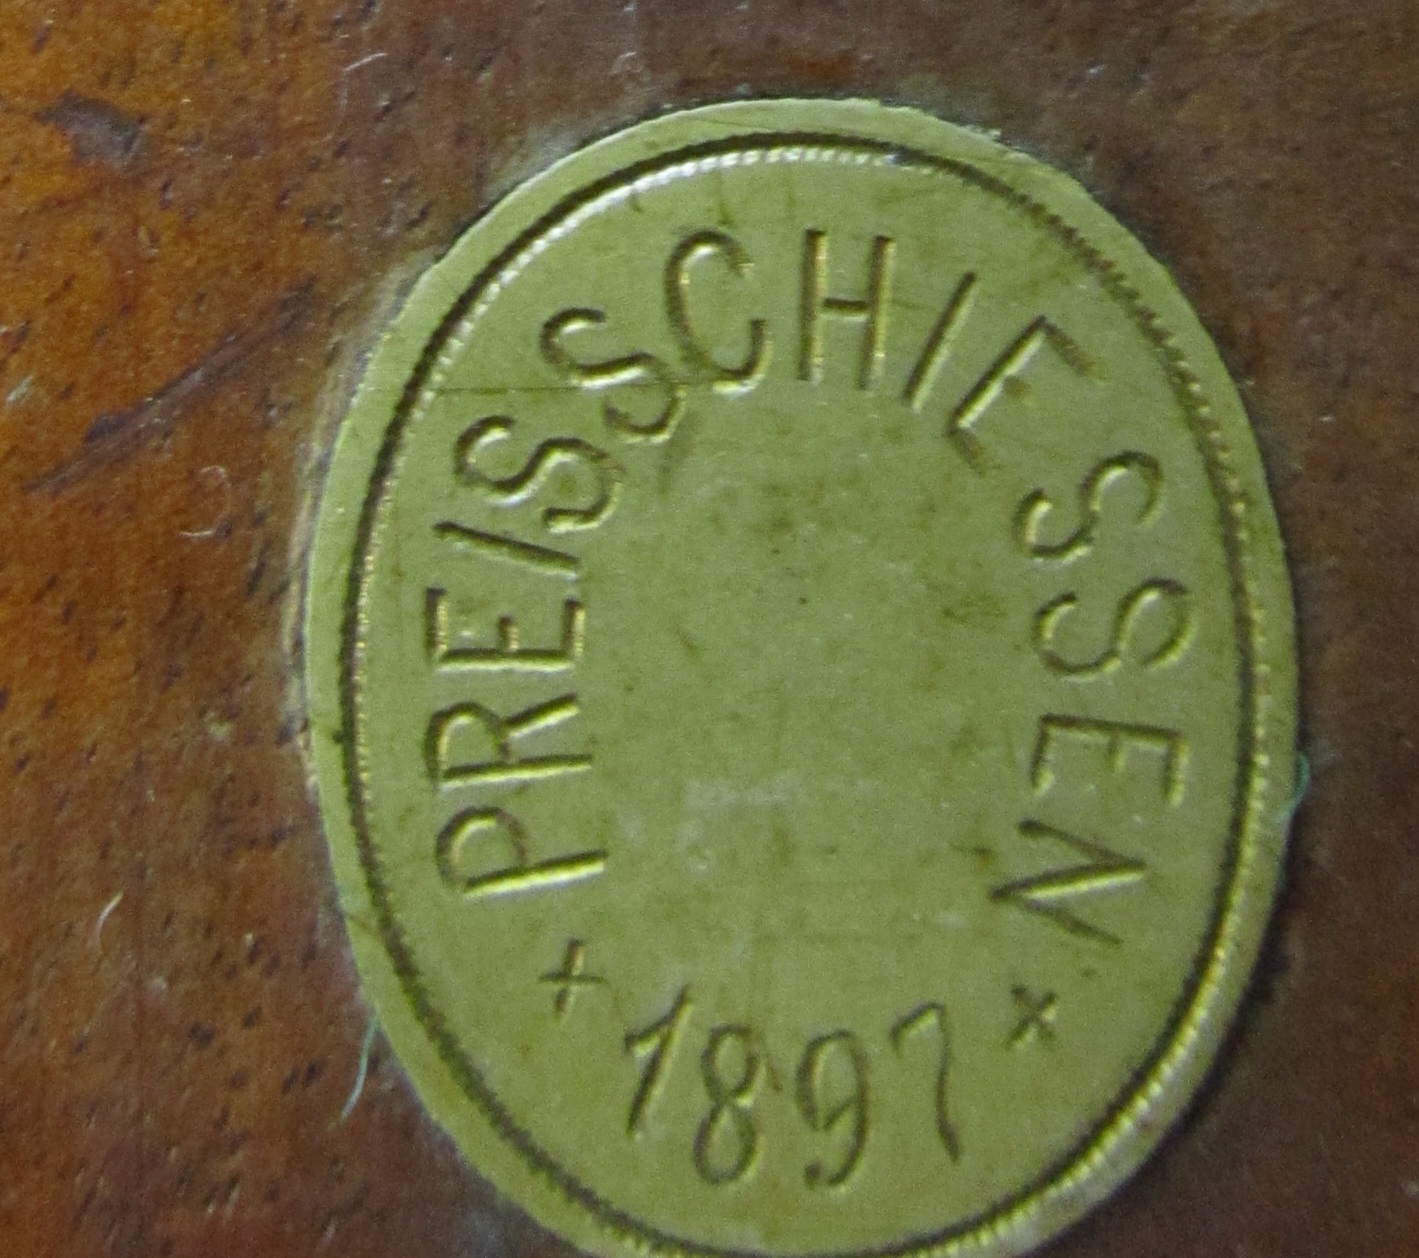 PREISSCHIESSEN
+ 1897 +